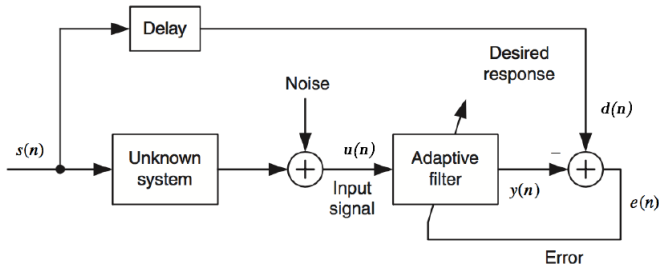 Delay
Desired
response
Noise
d(n)
s(n)
Unknown
system
+
u(n)
Input
signal
Adaptive
filter
−
y(n)
+
e(n)
Error